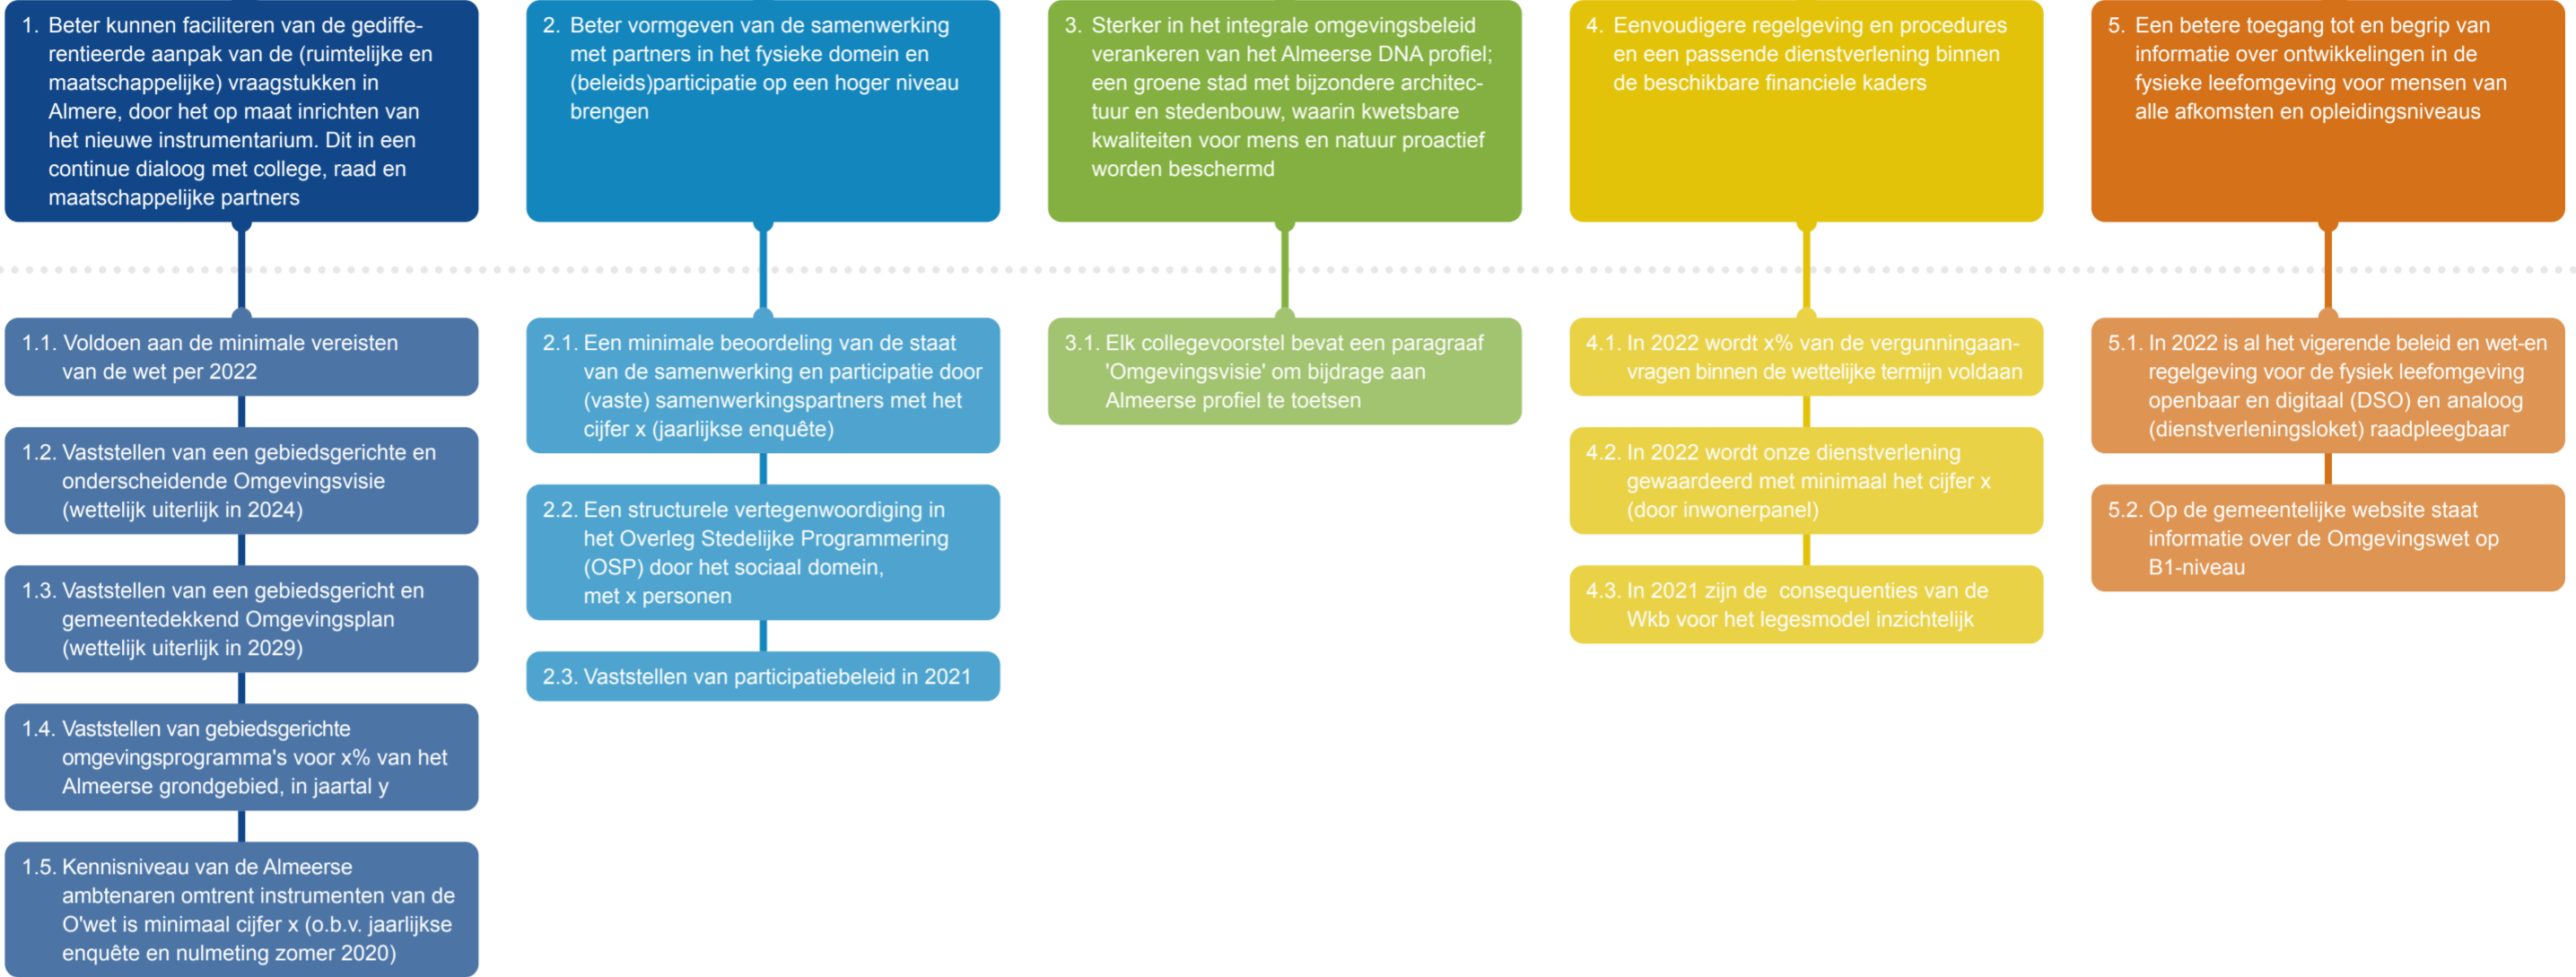 1. Beter kunnen faciliteren van de gediffe-
rentieerde aanpak van de (ruimtelijke en
maatschappelijke) vraagstukken in
Almere, door het op maat inrichten van
het nieuwe instrumentarium. Dit in een
continue dialoog met college, raad en
maatschappelijke partners
1.1. Voldoen aan de minimale vereisten
van de wet per 2022
1.2. Vaststellen van een gebiedsgerichte en
onderscheidende Omgevingsvisie
(wettelijk uiterlijk in 2024)
1.3. Vaststellen van een gebiedsgericht en
gemeentedekkend Omgevingsplan
(wettelijk uiterlijk in 2029)
1.4. Vaststellen van gebiedsgerichte
omgevingsprogramma's voor x% van het
Almeerse grondgebied, in jaartal y
1.5. Kennisniveau van de Almeerse
ambtenaren omtrent instrumenten van de
O'wet is minimaal cijfer x (o.b.v. jaarlijkse
enquête en nulmeting zomer 2020)
2. Beter vormgeven van de samenwerking
met partners in het fysieke domein en
(beleids)participatie op een hoger niveau
brengen
2.1. Een minimale beoordeling van de staat
van de samenwerking en participatie door
(vaste) samenwerkingspartners met het
cijfer x (jaarlijkse enquête)
2.2. Een structurele vertegenwoordiging in
het Overleg Stedelijke Programmering
(OSP) door het sociaal domein,
met x personen
2.3. Vaststellen van participatiebeleid in 2021
3. Sterker in het integrale omgevingsbeleid
verankeren van het Almeerse DNA profiel;
een groene stad met bijzondere architec-
tuur en stedenbouw, waarin kwetsbare
kwaliteiten voor mens en natuur proactief
worden beschermd
3.1. Elk collegevoorstel bevat een paragraaf
'Omgevingsvisie' om bijdrage aan
Almeerse profiel te toetsen
4. Eenvoudigere regelgeving en procedures
en een passende dienstverlening binnen
de beschikbare financiele kaders
4.1. In 2022 wordt x% van de vergunningaan-
vragen binnen de wettelijke termijn voldaan
4.2. In 2022 wordt onze dienstverlening
gewaardeerd met minimaal het cijfer x
(door inwonerpanel)
4.3. In 2021 zijn de consequenties van de
Wkb voor het legesmodel inzichtelijk
5. Een betere toegang tot en begrip van
informatie over ontwikkelingen in de
fysieke leefomgeving voor mensen van
alle afkomsten en opleidingsniveaus
5.1. In 2022 is al het vigerende beleid en wet-en
regelgeving voor de fysiek leefomgeving
openbaar en digitaal (DSO) en analoog
(dienstverleningsloket) raadpleegbaar
5.2. Op de gemeentelijke website staat
informatie over de Omgevingswet op
B1-niveau